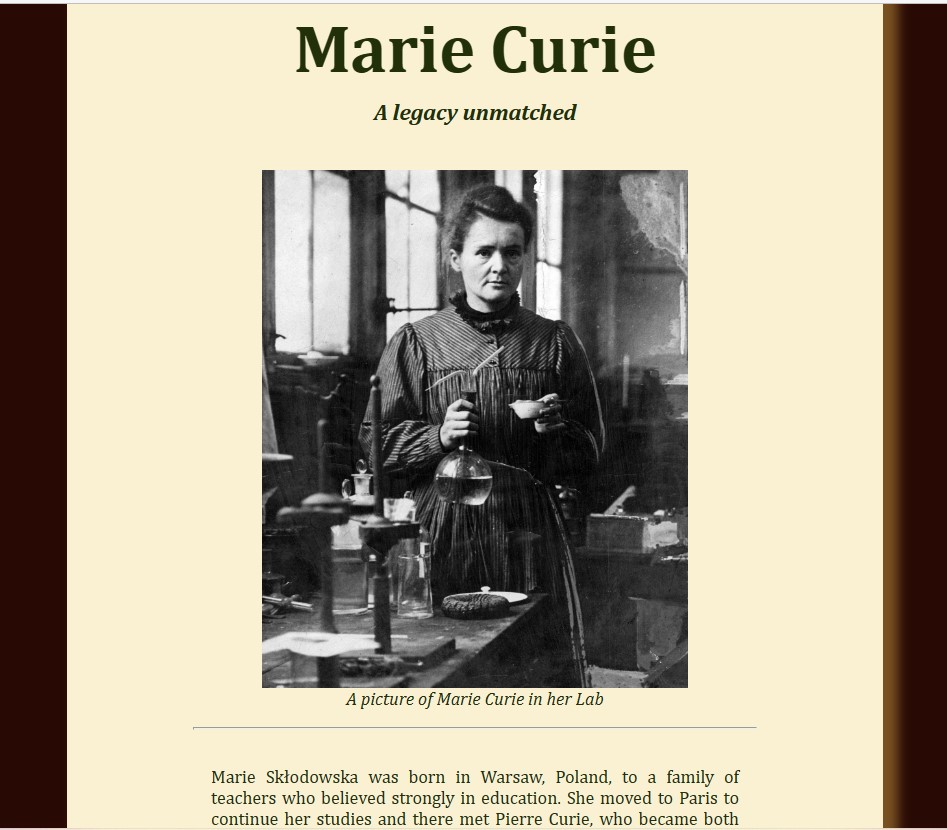 Marie Curie
A legacy unmatched
A picture of Marie Curie in her Lab
Marie Skłodowska was born in Warsaw, Poland, to a family of
teachers who believed strongly in education. She moved to Paris to
continue her studies and there met Pierre Curie, who became both